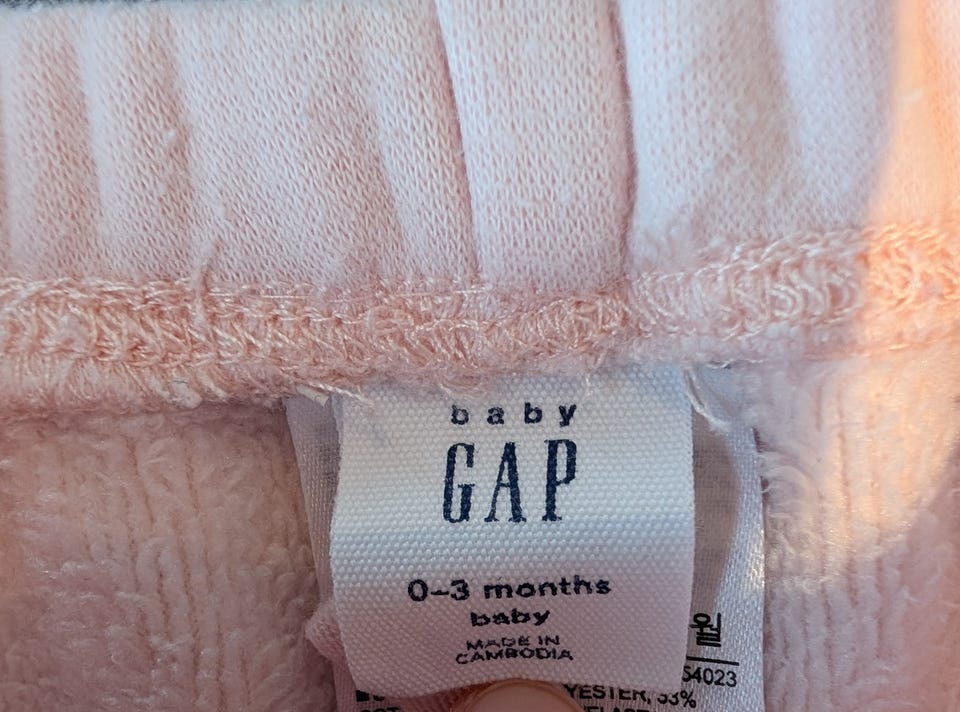 baby
GAP
0-3 months
baby
MADE IN
CAMBODIA
월
54023
YESTER, 33%